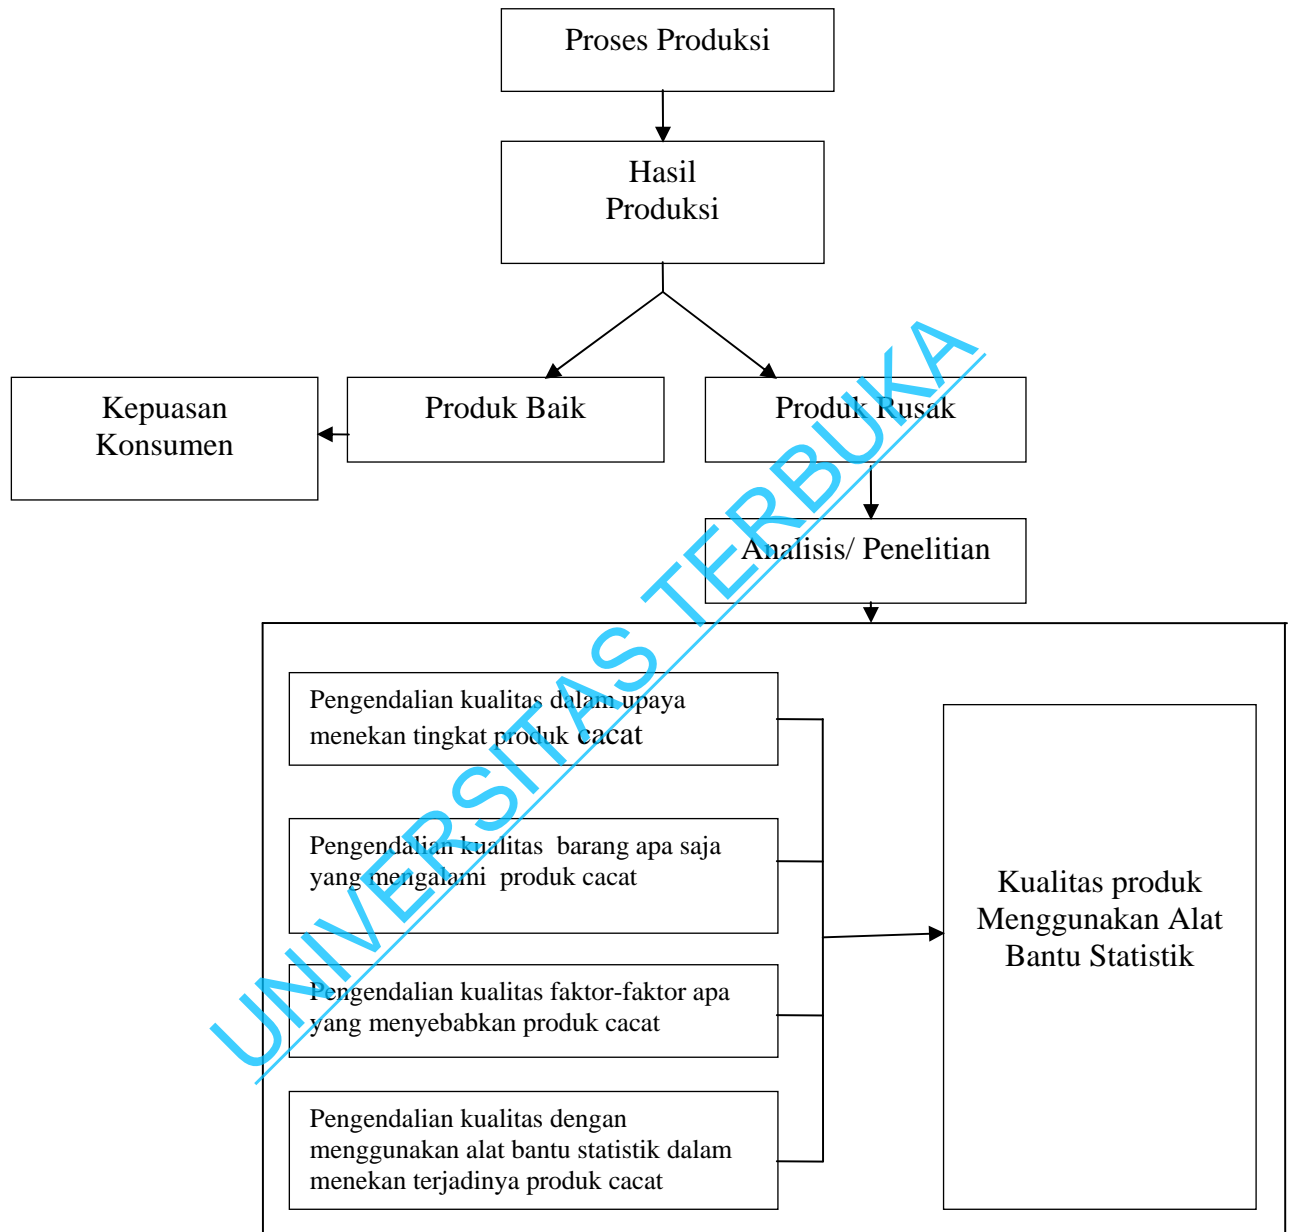 Proses Produksi
Hasil
Produksi
Kepuasan
Konsumen
Produk Baik
Produk Rusak
Analisis/ Penelitian
Pengendalian kualitas dalam upaya
menekan tingkat produk cacat
Pengendalian kualitas barang apa saja
yang mengalami produk cacat
Pengendalian kualitas faktor-faktor apa
yang menyebabkan produk cacat
Pengendalian kualitas dengan
menggunakan alat bantu statistik dalam
menekan terjadinya produk cacat
Kualitas produk
Menggunakan Alat
Bantu Statistik
UNIVERSITAS TERBUKA